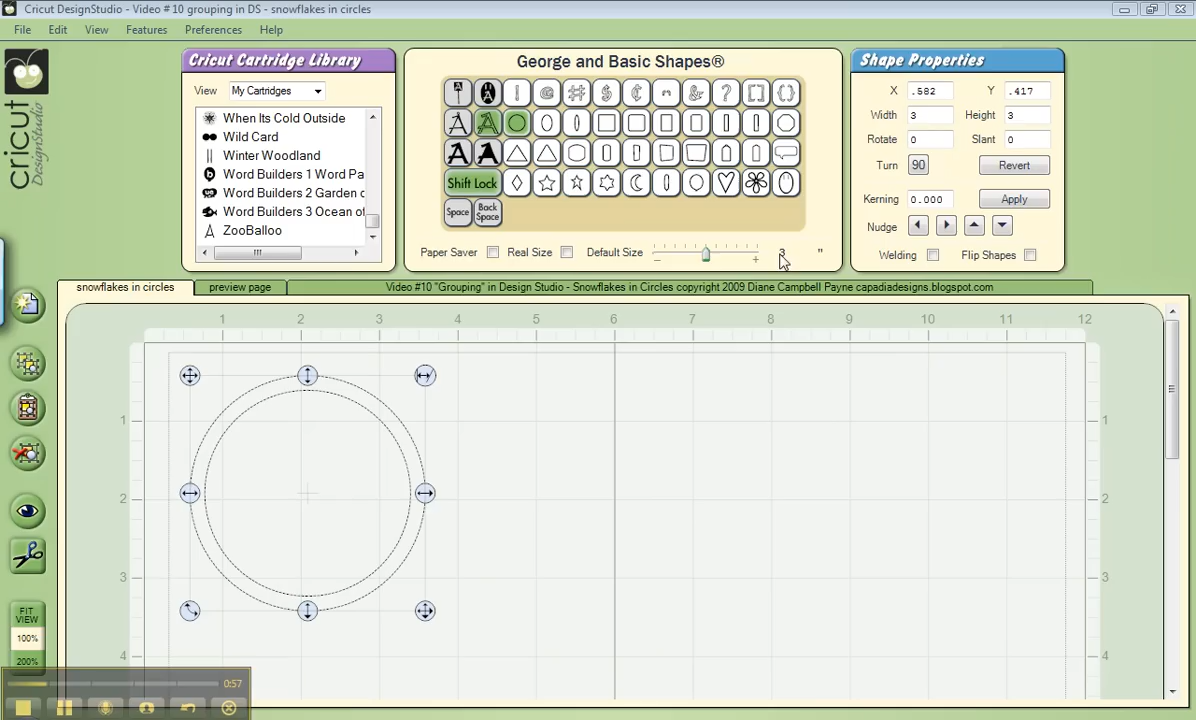 Cricut DesignStudio - Video # 10 grouping in DS - snowflakes in circles
File Edit View Features Preferences Help
cricut DesignStudio
Cricut Cartridge Library
View My Cartridges
When Its Cold Outside
Wild Card
Winter Woodland
Word Builders 1 Word Pa
Word Builders 2 Garden o
Word Builders 3 Ocean of
ZooBalloo
George and Basic Shapes®
Shift Lock
Space Back Space
Paper Saver Real Size Default Size 3 "
Shape Properties
X .582 Y .417
Width 3 Height 3
Rotate 0 Slant 0
Turn 90 Revert
Kerning 0.000 Apply
Nudge
Welding Flip Shapes
snowflakes in circles preview page Video #10 "Grouping" in Design Studio - Snowflakes in Circles copyright 2009 Diane Campbell Payne capadiadesigns.blogspot.com
1 2 3 4 5 6 7 8 9 10 11 12
1 1
2 2
3 3
4 4
FIT VIEW
100%
200%
0:57